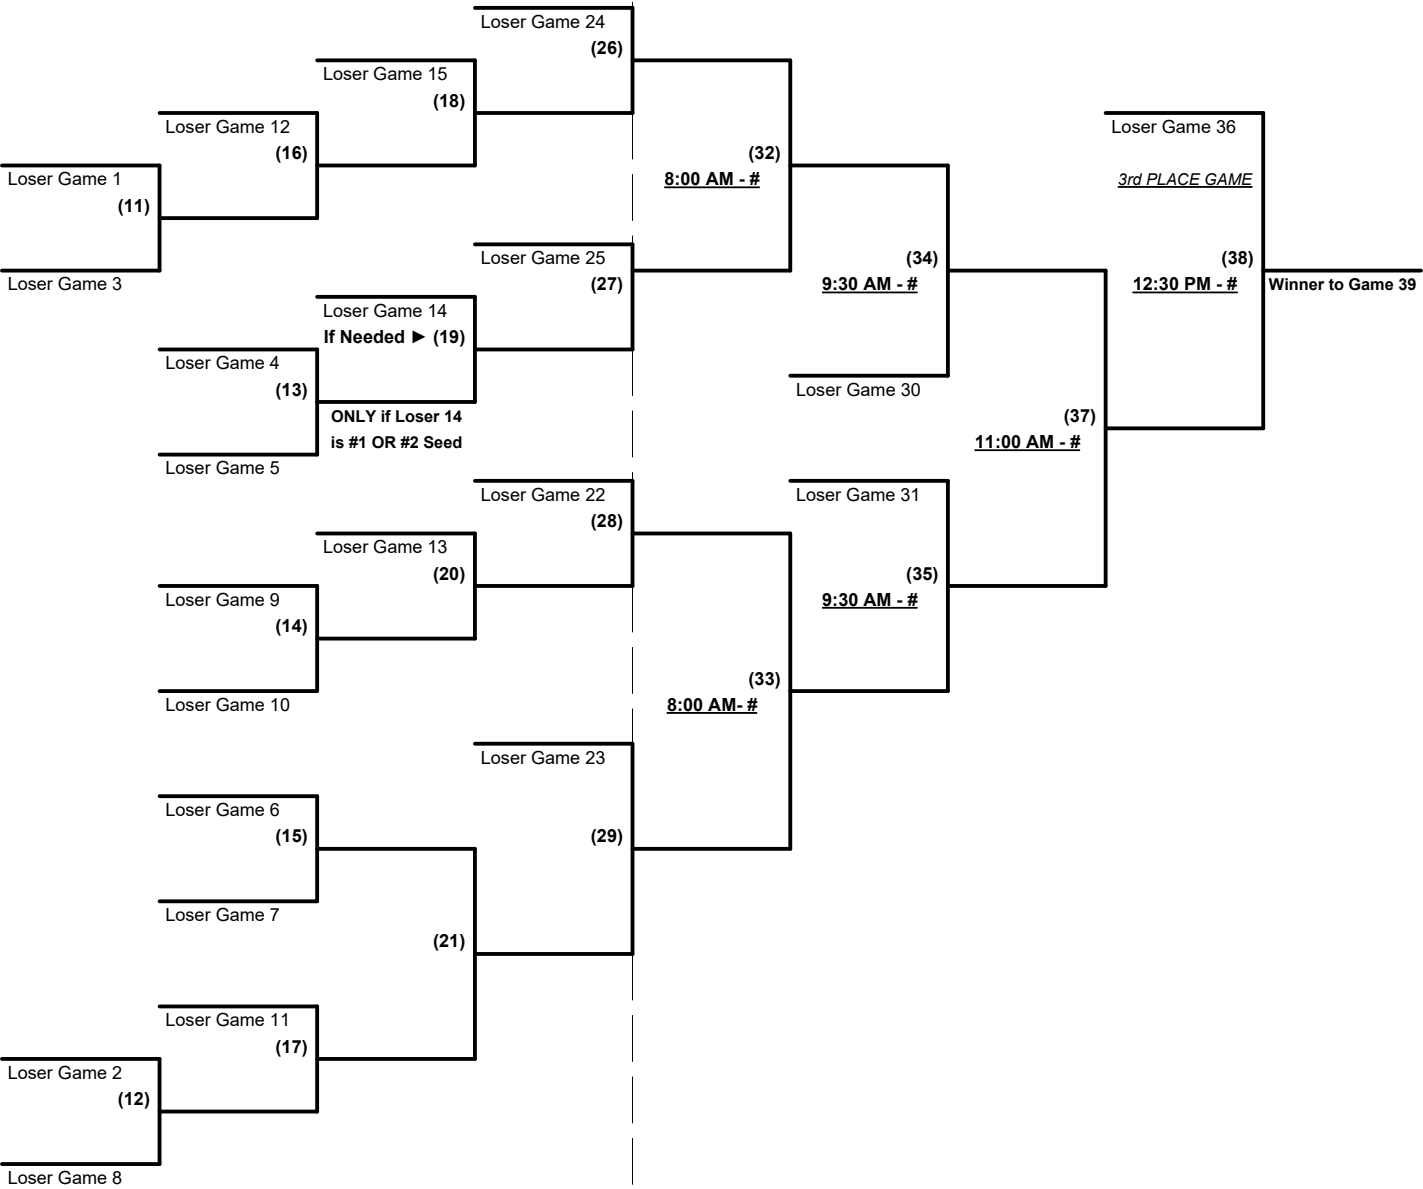 Loser Game 24
(26)
Loser Game 15
(18)
Loser Game 12
(16)
Loser Game 1
(11)
Loser Game 3
(32)
8:00 AM - #
Loser Game 36
3rd PLACE GAME
(38)
12:30 PM - #
Winner to Game 39
Loser Game 25
(27)
(34)
9:30 AM - #
Loser Game 14
If Needed ► (19)
Loser Game 4
(13)
ONLY if Loser 14
is #1 OR #2 Seed
Loser Game 5
Loser Game 30
(37)
11:00 AM - #
Loser Game 22
(28)
Loser Game 31
(35)
9:30 AM - #
Loser Game 13
(20)
Loser Game 9
(14)
Loser Game 10
(33)
8:00 AM- #
Loser Game 23
(29)
Loser Game 6
(15)
Loser Game 7
(21)
Loser Game 11
(17)
Loser Game 2
(12)
Loser Game 8